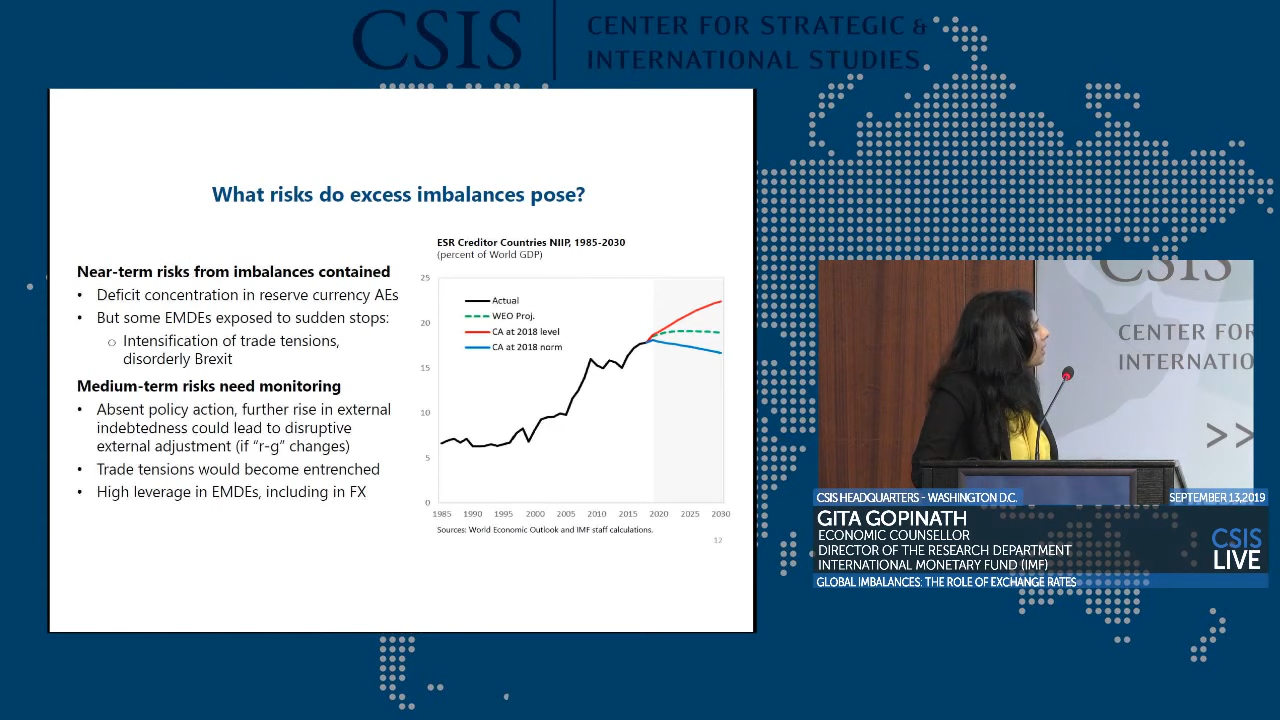 CSIS
CENTER FOR STRATEGIC &
INTERNATIONAL STUDIES
What risks do excess imbalances pose?
Near-term risks from imbalances contained
• Deficit concentration in reserve currency AEs
• But some EMDEs exposed to sudden stops:
○ Intensification of trade tensions,
disorderly Brexit
Medium-term risks need monitoring
• Absent policy action, further rise in external
indebtedness could lead to disruptive
external adjustment (if “r-g” changes)
• Trade tensions would become entrenched
• High leverage in EMDEs, including in FX
ESR Creditor Countries NIIP, 1985-2030
(percent of World GDP)
25
20
15
10
5
0
Actual
WEO Proj.
CA at 2018 level
CA at 2018 norm
1985 1990 1995 2000 2005 2010 2015 2020 2025 2030
Sources: World Economic Outlook and IMF staff calculations.
12
CSIS
CENTER FOR
INTERNATIO
>>
CSIS HEADQUARTERS - WASHINGTON D.C.
SEPTEMBER 13,2019
GITA GOPINATH
ECONOMIC COUNSELLOR
DIRECTOR OF THE RESEARCH DEPARTMENT
INTERNATIONAL MONETARY FUND (IMF)
CSIS
LIVE
GLOBAL IMBALANCES: THE ROLE OF EXCHANGE RATES